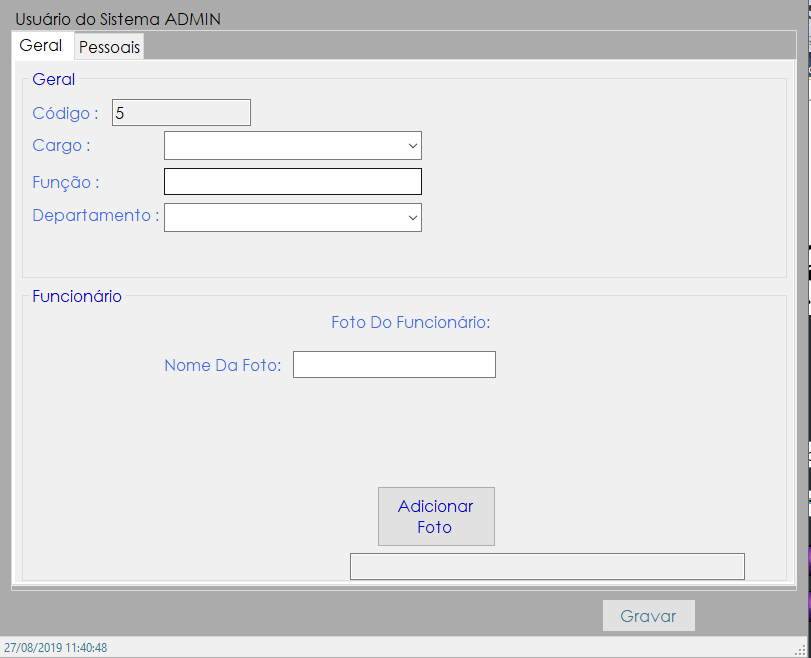 Usuário do Sistema ADMIN
Geral Pessoais
Geral
Código : 5
Cargo :
Função :
Departamento :
Funcionário
Foto Do Funcionário:
Nome Da Foto:
Adicionar
Foto
Gravar
27/08/2019 11:40:48